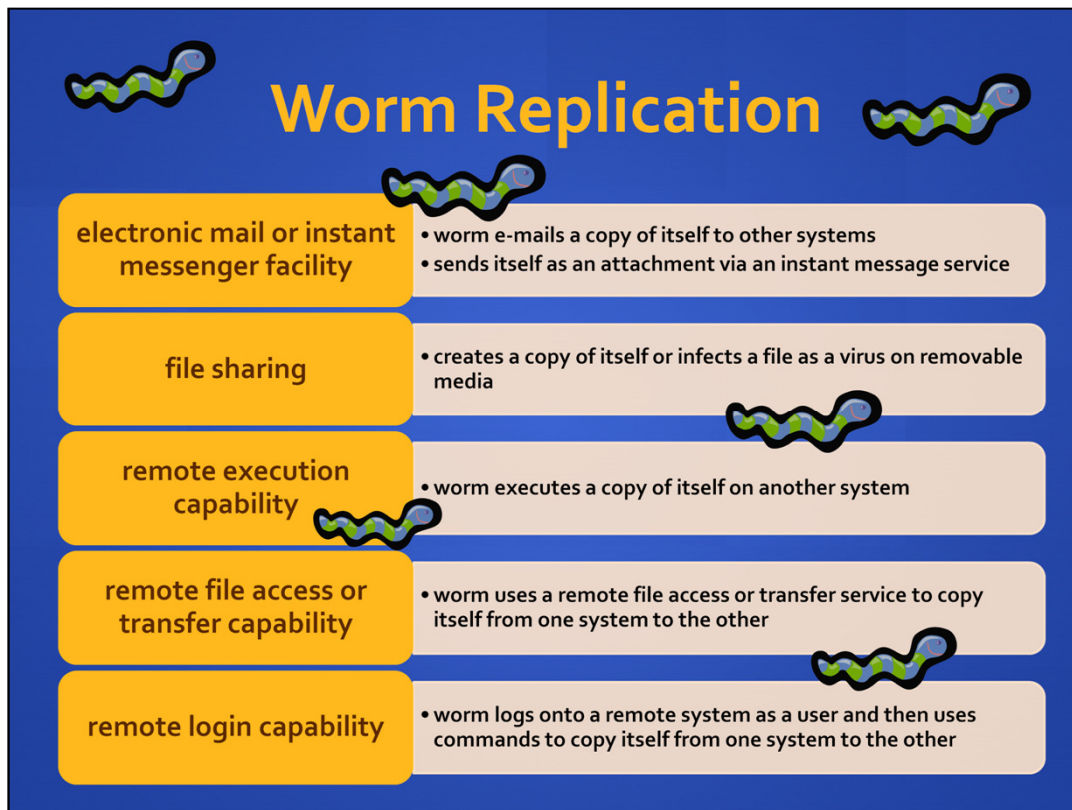 Worm Replication
electronic mail or instant
messenger facility
• worm e-mails a copy of itself to other systems
• sends itself as an attachment via an instant message service
file sharing
• creates a copy of itself or infects a file as a virus on removable
media
remote execution
capability
• worm executes a copy of itself on another system
remote file access or
transfer capability
• worm uses a remote file access or transfer service to copy
itself from one system to the other
remote login capability
• worm logs onto a remote system as a user and then uses
commands to copy itself from one system to the other